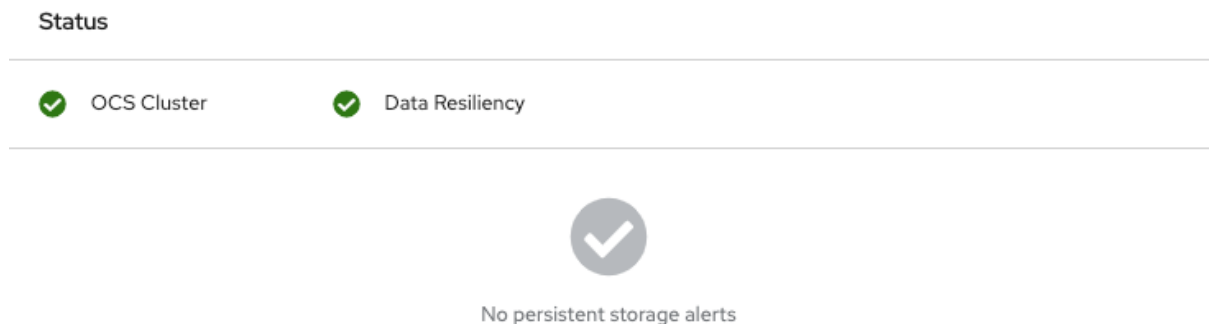 Status
OCS Cluster Data Resiliency
No persistent storage alerts